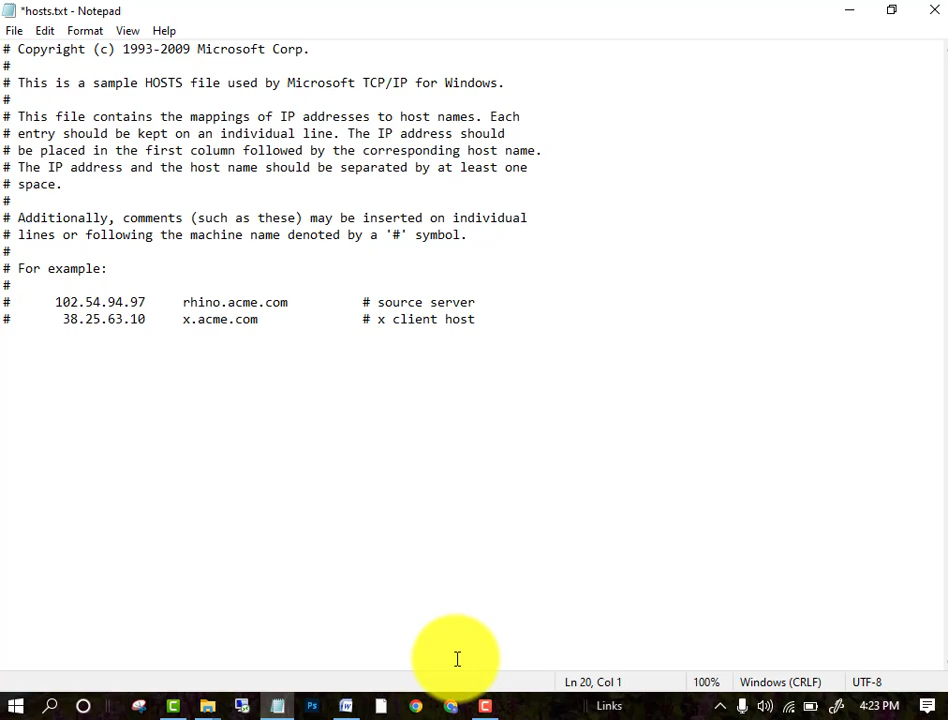 *hosts.txt - Notepad
File Edit Format View Help
# Copyright (c) 1993-2009 Microsoft Corp.
#
# This is a sample HOSTS file used by Microsoft TCP/IP for Windows.
#
# This file contains the mappings of IP addresses to host names. Each
# entry should be kept on an individual line. The IP address should
# be placed in the first column followed by the corresponding host name.
# The IP address and the host name should be separated by at least one
# space.
#
# Additionally, comments (such as these) may be inserted on individual
# lines or following the machine name denoted by a '#' symbol.
#
# For example:
#
#      102.54.94.97     rhino.acme.com          # source server
#       38.25.63.10     x.acme.com              # x client host
Ln 20, Col 1 100% Windows (CRLF) UTF-8
Ps W Links 4:23 PM